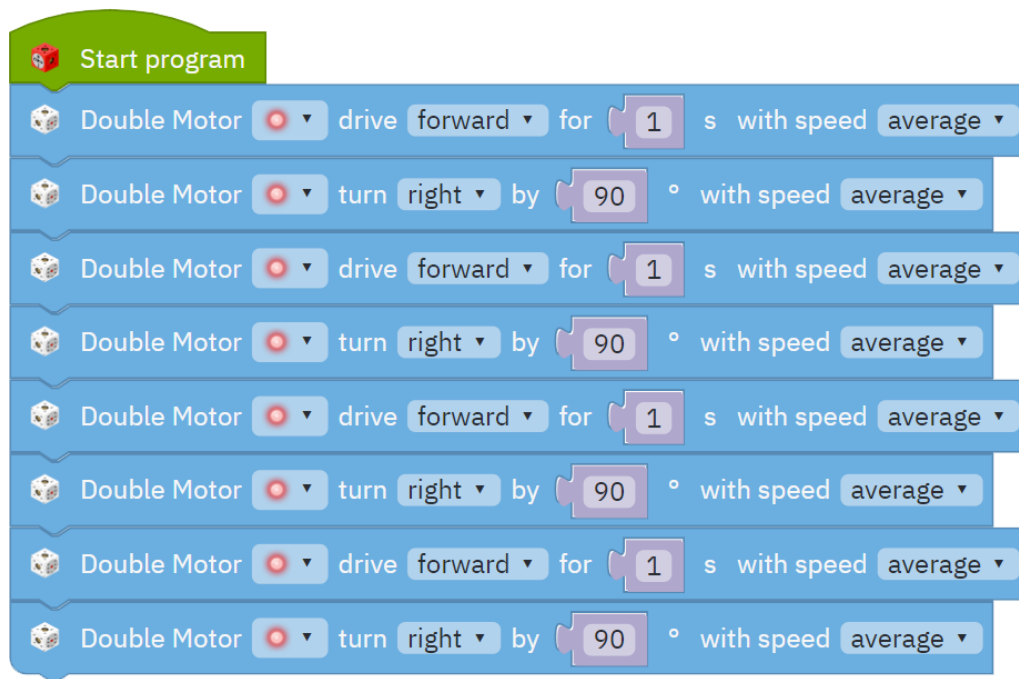 Start program
Double Motor drive forward for 1 s with speed average
Double Motor turn right by 90 ° with speed average
Double Motor drive forward for 1 s with speed average
Double Motor turn right by 90 ° with speed average
Double Motor drive forward for 1 s with speed average
Double Motor turn right by 90 ° with speed average
Double Motor drive forward for 1 s with speed average
Double Motor turn right by 90 ° with speed average